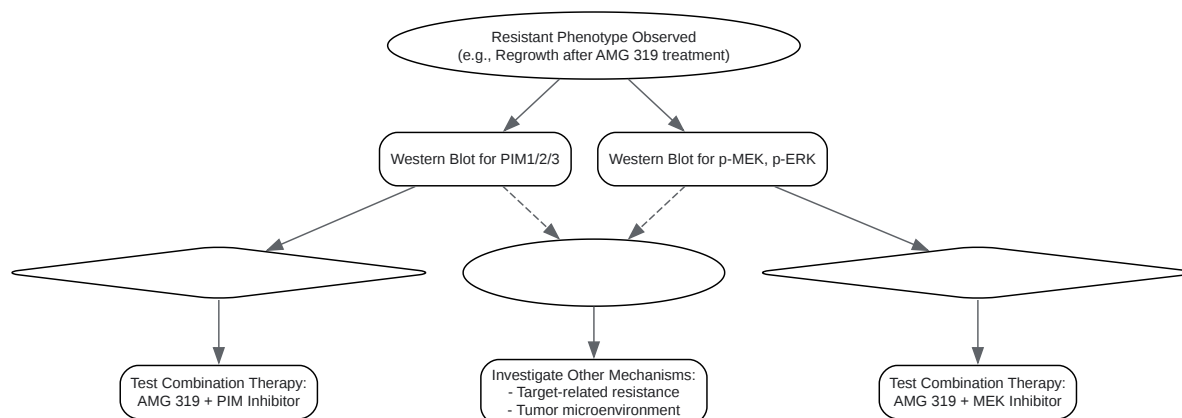 Resistant Phenotype Observed
(e.g., Regrowth after AMG 319 treatment)
Western Blot for PIM1/2/3
Western Blot for p-MEK, p-ERK
Test Combination Therapy:
AMG 319 + PIM Inhibitor
Investigate Other Mechanisms:
- Target-related resistance
- Tumor microenvironment
Test Combination Therapy:
AMG 319 + MEK Inhibitor